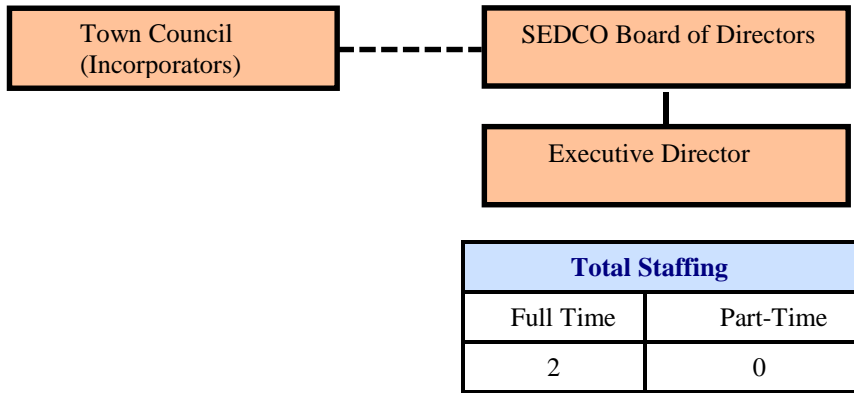 Town Council
(Incorporators)
SEDCO Board of Directors
Executive Director
Total Staffing
Full Time Part-Time
2 0